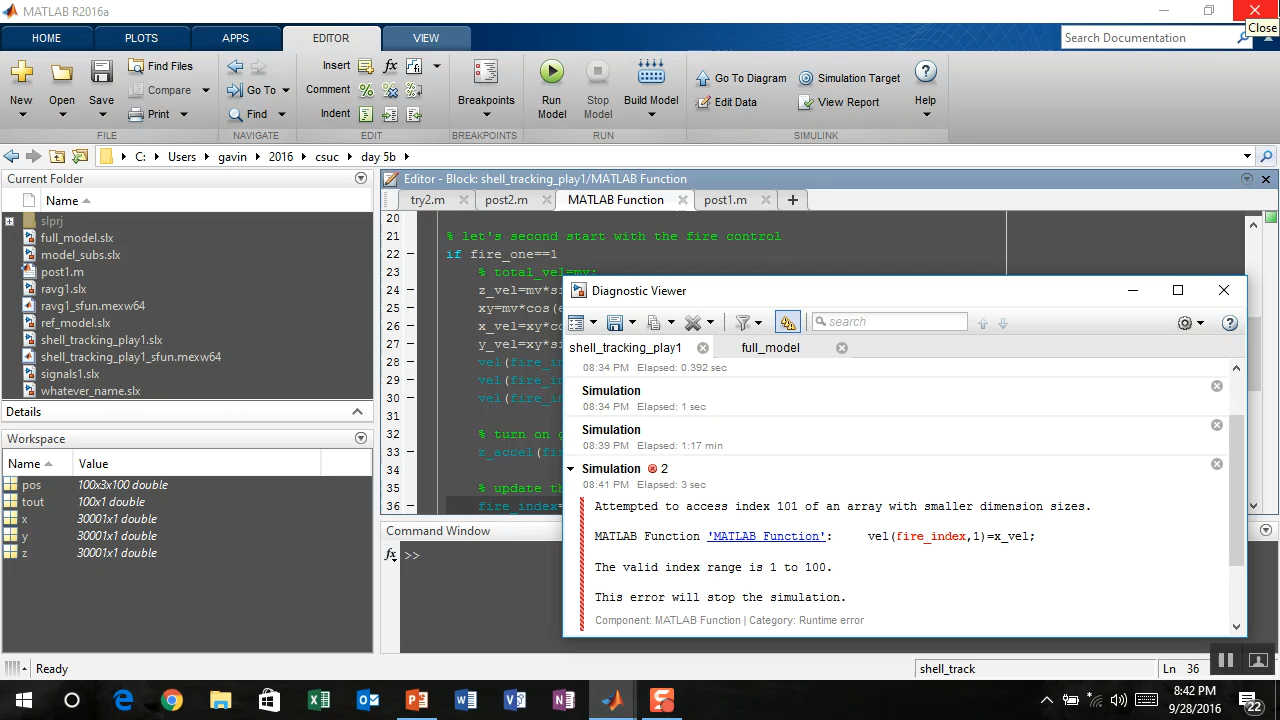 MATLAB R2016a
Close
HOME PLOTS APPS EDITOR VIEW
Search Documentation
New Open Save Find Files Compare Print
Go To Find
Insert Comment Indent
Breakpoints
Run Model Stop Model Build Model
Go To Diagram Simulation Target
Edit Data View Report
Help
FILE NAVIGATE EDIT BREAKPOINTS RUN SIMULINK
C: Users gavin 2016 csuc day 5b
Current Folder
Name
slprj
full_model.slx
model_subs.slx
post1.m
ravg1.slx
ravg1_sfun.mexw64
ref_model.slx
shell_tracking_play1.slx
shell_tracking_play1_sfun.mexw64
signals1.slx
whatever_name.slx
Details
Workspace
Name Value
pos 100x3x100 double
tout 100x1 double
x 30001x1 double
y 30001x1 double
z 30001x1 double
Editor - Block: shell_tracking_play1/MATLAB Function
try2.m post2.m MATLAB Function post1.m
20
21 % let's second start with the fire control
22 if fire_one==1
23 % total_vel=mv;
24 z_vel=mv*si
25 xy=mv*cos(e
26 x_vel=xy*co
27 y_vel=xy*si
28 vel(fire_in
29 vel(fire_in
30 vel(fire_in
31
32 % turn on g
33 z_accel(fir
34
35 % update th
36 fire_index=
Command Window
fx >>
Diagnostic Viewer
search
shell_tracking_play1 full_model
08:34 PM Elapsed: 0.392 sec
Simulation
08:34 PM Elapsed: 1 sec
Simulation
08:39 PM Elapsed: 1:17 min
Simulation 2
08:41 PM Elapsed: 3 sec
Attempted to access index 101 of an array with smaller dimension sizes.
MATLAB Function 'MATLAB Function': vel(fire_index,1)=x_vel;
The valid index range is 1 to 100.
This error will stop the simulation.
Component: MATLAB Function | Category: Runtime error
Ready
shell_track
Ln 36
8:42 PM
9/28/2016
22